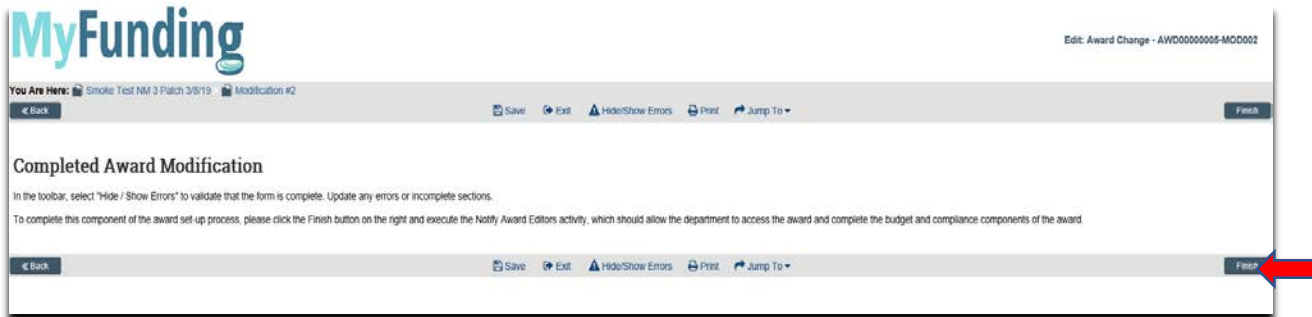 MyFunding
Edit: Award Change - AWD00000005-MOD002
You Are Here: Smoke Test NM 3 Patch 3/8/19 Modification #2
« Back Save Exit Hide/Show Errors Print Jump To Finish
Completed Award Modification
In the toolbar, select "Hide / Show Errors" to validate that the form is complete. Update any errors or incomplete sections.
To complete this component of the award set-up process, please click the Finish button on the right and execute the Notify Award Editors activity, which should allow the department to access the award and complete the budget and compliance components of the award.
« Back Save Exit Hide/Show Errors Print Jump To Finish